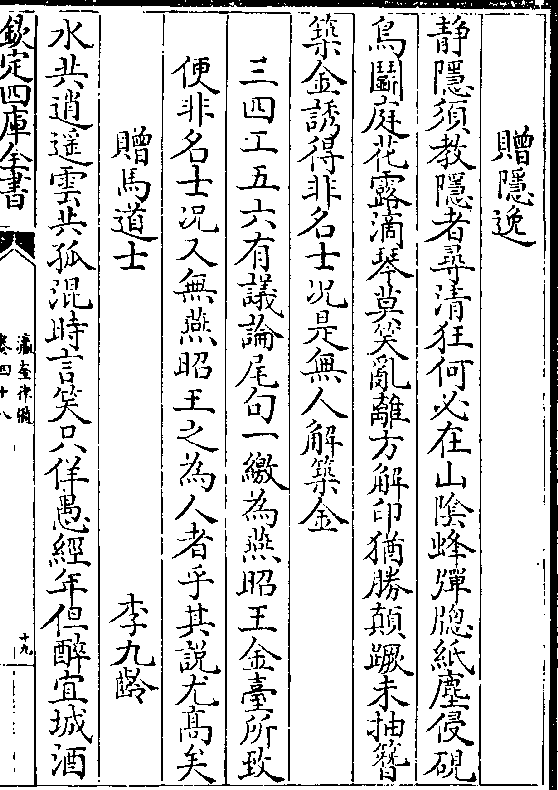 贈隱逸
静隱須教隱者尋清狂何必在山陰蜂彈牕紙塵侵硯
鳥鬭庭花露滴琴莫笑亂離方解印猶勝顛蹶未抽簪
築金誘得非名士况是無人解築金
三四工五六有議論尾句一繳為燕昭王金臺所致
便非名士况又無燕昭王之為人者乎其說尤髙矣
贈馬道士
李九齡
水共逍遥雲共孤混時言笑只佯愚經年但醉宜城酒
欽定四庫全書
瀛奎律髓
卷四十八
十九